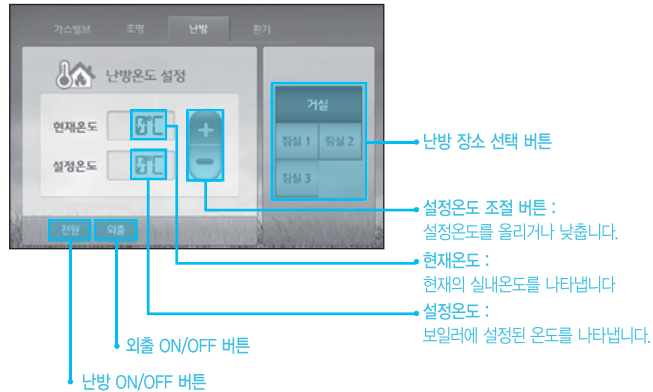 가스밸브 조명 난방 환기
난방온도 설정
현재온도 0℃ +
설정온도 0℃ -
거실
침실 1 침실 2
침실 3
전원 외출
난방 장소 선택 버튼
설정온도 조절 버튼 :
설정온도를 올리거나 낮춥니다.
현재온도 :
현재의 실내온도를 나타냅니다
설정온도 :
보일러에 설정된 온도를 나타냅니다.
외출 ON/OFF 버튼
난방 ON/OFF 버튼